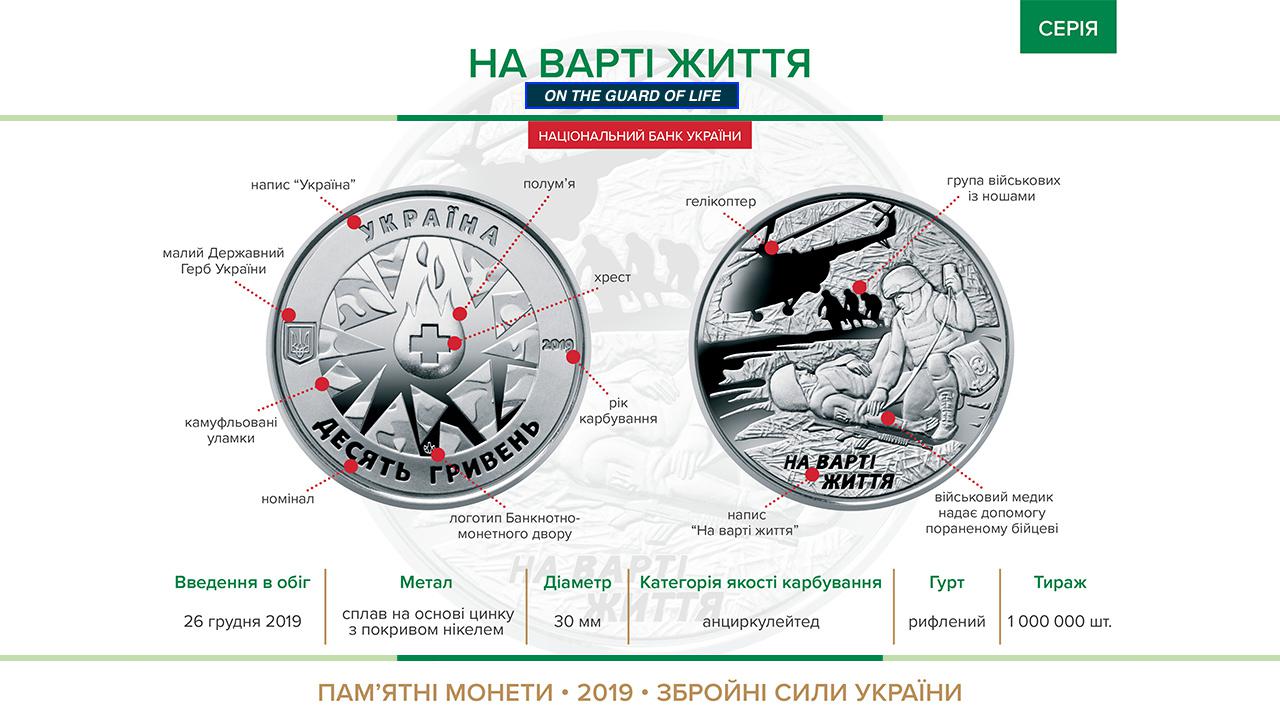 СЕРІЯ
НА ВАРТІ ЖИТТЯ
ON THE GUARD OF LIFE
НАЦІОНАЛЬНИЙ БАНК УКРАЇНИ
напис “Україна”
полум’я
малий Державний
Герб України
хрест
камуфльовані
уламки
рік
карбування
номінал
логотип Банкнотно-
монетного двору
УКРАЇНА
2019
ДЕСЯТЬ ГРИВЕНЬ
гелікоптер
група військових
із ношами
НА ВАРТІ
ЖИТТЯ
напис
“На варті життя”
військовий медик
надає допомогу
пораненому бійцеві
НА ВАРТІ
ЖИТТЯ
Введення в обіг
Метал
Діаметр
Категорія якості карбування
Гурт
Тираж
26 грудня 2019
сплав на основі цинку
з покривом нікелем
30 мм
анциркулейтед
рифлений
1 000 000 шт.
ПАМ’ЯТНІ МОНЕТИ • 2019 • ЗБРОЙНІ СИЛИ УКРАЇНИ